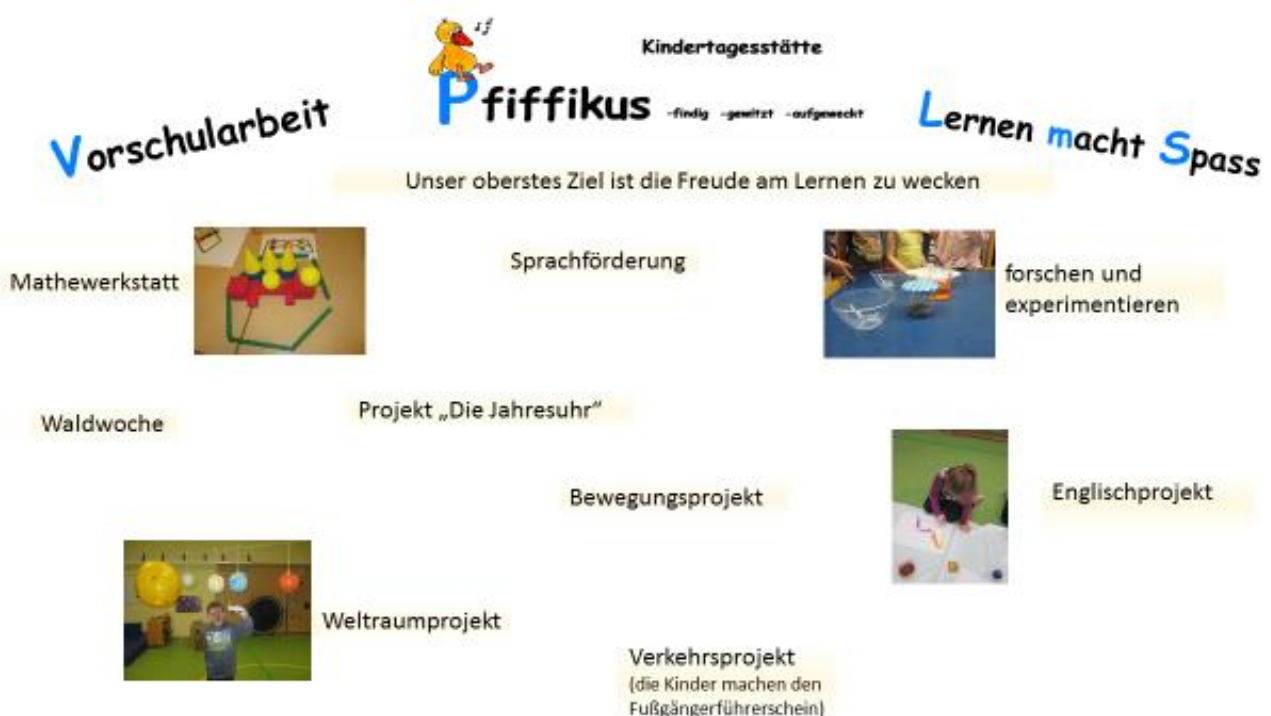 Kindertagesstätte
Pfiffikus -findig -gewitzt -aufgeweckt
Vorschularbeit
Lernen macht Spass
Unser oberstes Ziel ist die Freude am Lernen zu wecken
Mathewerkstatt
Sprachförderung
forschen und
experimentieren
Waldwoche
Projekt „Die Jahresuhr“
Bewegungsprojekt
Englischprojekt
Weltraumprojekt
Verkehrsprojekt
(die Kinder machen den
Fußgängerführerschein)